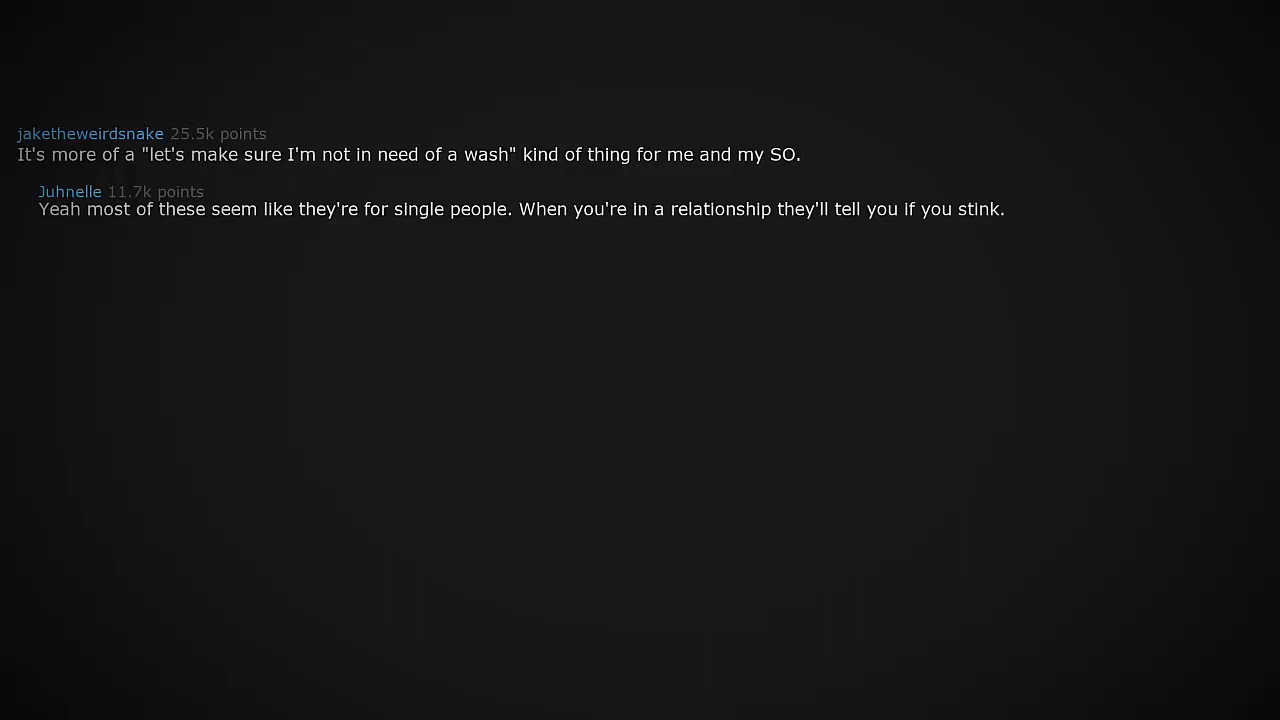 jaketheweirdsnake 25.5k points
It's more of a "let's make sure I'm not in need of a wash" kind of thing for me and my SO.
Juhnelle 11.7k points
Yeah most of these seem like they're for single people. When you're in a relationship they'll tell you if you stink.